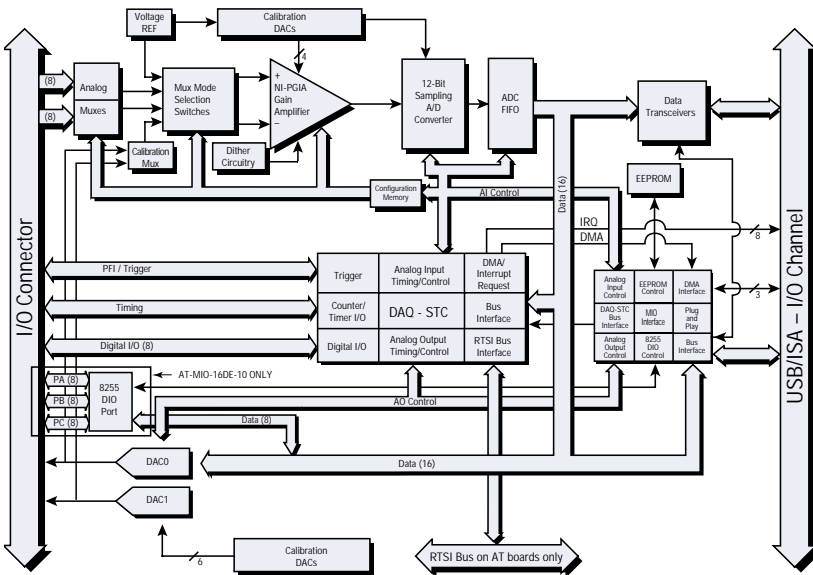 Voltage
REF
Calibration
DACs
4
(8)
(8)
Analog
Muxes
Mux Mode
Selection
Switches
+
NI-PGIA
Gain
Amplifier
–
12-Bit
Sampling
A/D
Converter
ADC
FIFO
Data
Transceivers
Calibration
Mux
Dither
Circuitry
Configuration
Memory
AI Control
Data (16)
EEPROM
IRQ
DMA
8
3
I/O Connector
USB/ISA – I/O Channel
PFI / Trigger
Timing
Digital I/O (8)
Trigger
Analog Input
Timing/Control
DMA/
Interrupt
Request
Counter/
Timer I/O
DAQ - STC
Bus
Interface
Digital I/O
Analog Output
Timing/Control
RTSI Bus
Interface
Analog
Input
Control
EEPROM
Control
DMA
Interface
DAQ-STC
Bus
Interface
MIO
Interface
Plug
and
Play
Analog
Output
Control
8255
DIO
Control
Bus
Interface
AT-MIO-16DE-10 ONLY
PA (8)
PB (8)
PC (8)
8255
DIO
Port
AO Control
Data (8)
DAC0
Data (16)
DAC1
6
Calibration
DACs
RTSI Bus on AT boards only